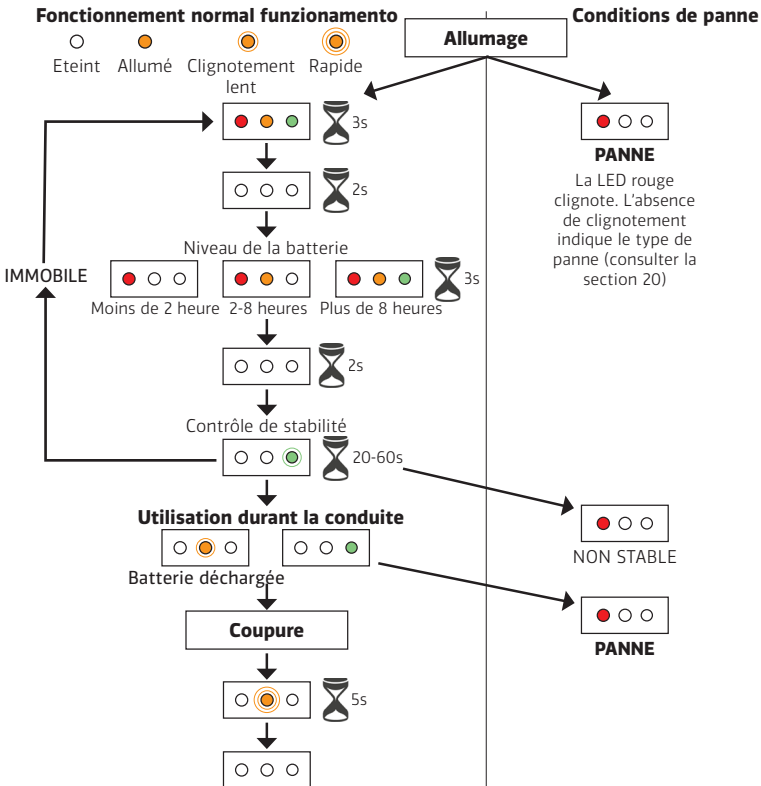 Fonctionnement normal funzionamento
Conditions de panne
Allumage
Eteint
Allumé
Clignotement
lent
Rapide
3s
PANNE
La LED rouge
clignote. L'absence
de clignotement
indique le type de
panne (consulter la
section 20)
2s
Niveau de la batterie
IMMOBILE
3s
Moins de 2 heure
2-8 heures
Plus de 8 heures
2s
Contrôle de stabilité
20-60s
Utilisation durant la conduite
NON STABLE
Batterie déchargée
Coupure
PANNE
5s